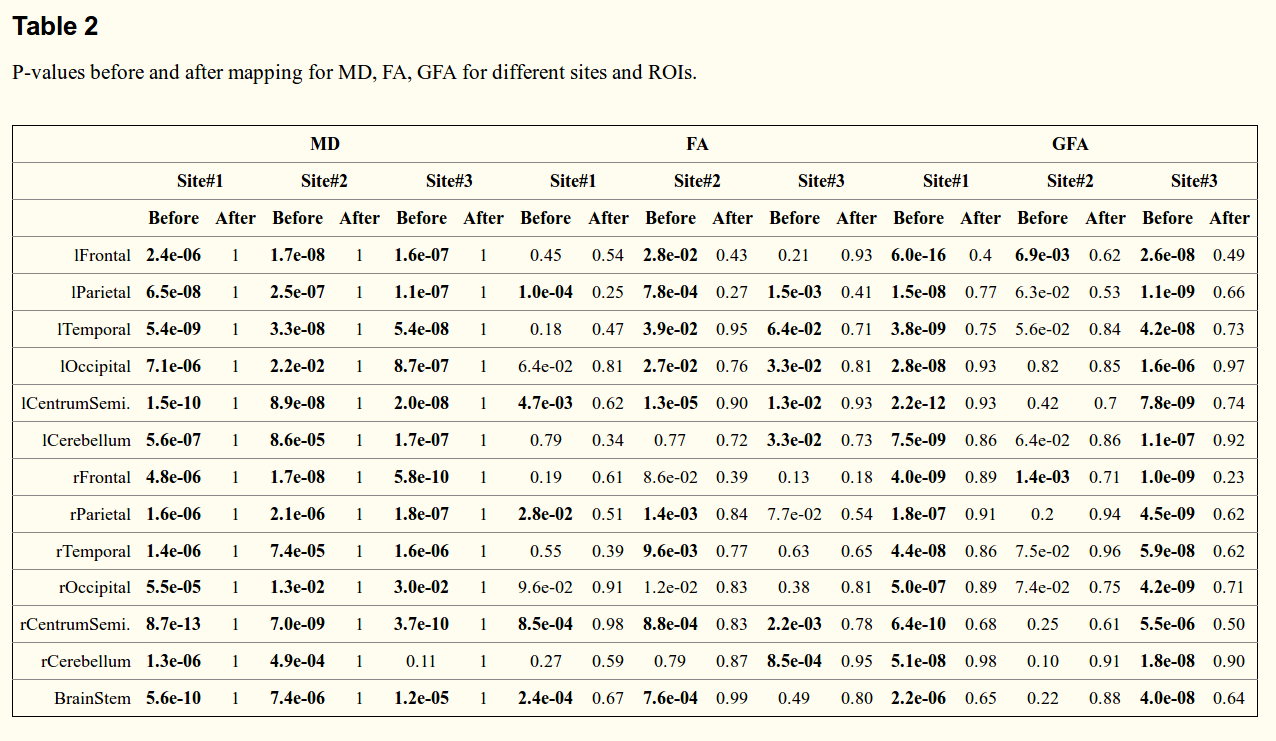 Table 2
P-values before and after mapping for MD, FA, GFA for different sites and ROIs.
MD FA GFA
Site#1 Site#2 Site#3 Site#1 Site#2 Site#3 Site#1 Site#2 Site#3
Before After Before After Before After Before After Before After Before After Before After Before After Before After
lFrontal 2.4e-06 1 1.7e-08 1 1.6e-07 1 0.45 0.54 2.8e-02 0.43 0.21 0.93 6.0e-16 0.4 6.9e-03 0.62 2.6e-08 0.49
lParietal 6.5e-08 1 2.5e-07 1 1.1e-07 1 1.0e-04 0.25 7.8e-04 0.27 1.5e-03 0.41 1.5e-08 0.77 6.3e-02 0.53 1.1e-09 0.66
lTemporal 5.4e-09 1 3.3e-08 1 5.4e-08 1 0.18 0.47 3.9e-02 0.95 6.4e-02 0.71 3.8e-09 0.75 5.6e-02 0.84 4.2e-08 0.73
lOccipital 7.1e-06 1 2.2e-02 1 8.7e-07 1 6.4e-02 0.81 2.7e-02 0.76 3.3e-02 0.81 2.8e-08 0.93 0.82 0.85 1.6e-06 0.97
lCentrumSemi. 1.5e-10 1 8.9e-08 1 2.0e-08 1 4.7e-03 0.62 1.3e-05 0.90 1.3e-02 0.93 2.2e-12 0.93 0.42 0.7 7.8e-09 0.74
lCerebellum 5.6e-07 1 8.6e-05 1 1.7e-07 1 0.79 0.34 0.77 0.72 3.3e-02 0.73 7.5e-09 0.86 6.4e-02 0.86 1.1e-07 0.92
rFrontal 4.8e-06 1 1.7e-08 1 5.8e-10 1 0.19 0.61 8.6e-02 0.39 0.13 0.18 4.0e-09 0.89 1.4e-03 0.71 1.0e-09 0.23
rParietal 1.6e-06 1 2.1e-06 1 1.8e-07 1 2.8e-02 0.51 1.4e-03 0.84 7.7e-02 0.54 1.8e-07 0.91 0.2 0.94 4.5e-09 0.62
rTemporal 1.4e-06 1 7.4e-05 1 1.6e-06 1 0.55 0.39 9.6e-03 0.77 0.63 0.65 4.4e-08 0.86 7.5e-02 0.96 5.9e-08 0.62
rOccipital 5.5e-05 1 1.3e-02 1 3.0e-02 1 9.6e-02 0.91 1.2e-02 0.83 0.38 0.81 5.0e-07 0.89 7.4e-02 0.75 4.2e-09 0.71
rCentrumSemi. 8.7e-13 1 7.0e-09 1 3.7e-10 1 8.5e-04 0.98 8.8e-04 0.83 2.2e-03 0.78 6.4e-10 0.68 0.25 0.61 5.5e-06 0.50
rCerebellum 1.3e-06 1 4.9e-04 1 0.11 1 0.27 0.59 0.79 0.87 8.5e-04 0.95 5.1e-08 0.98 0.10 0.91 1.8e-08 0.90
BrainStem 5.6e-10 1 7.4e-06 1 1.2e-05 1 2.4e-04 0.67 7.6e-04 0.99 0.49 0.80 2.2e-06 0.65 0.22 0.88 4.0e-08 0.64